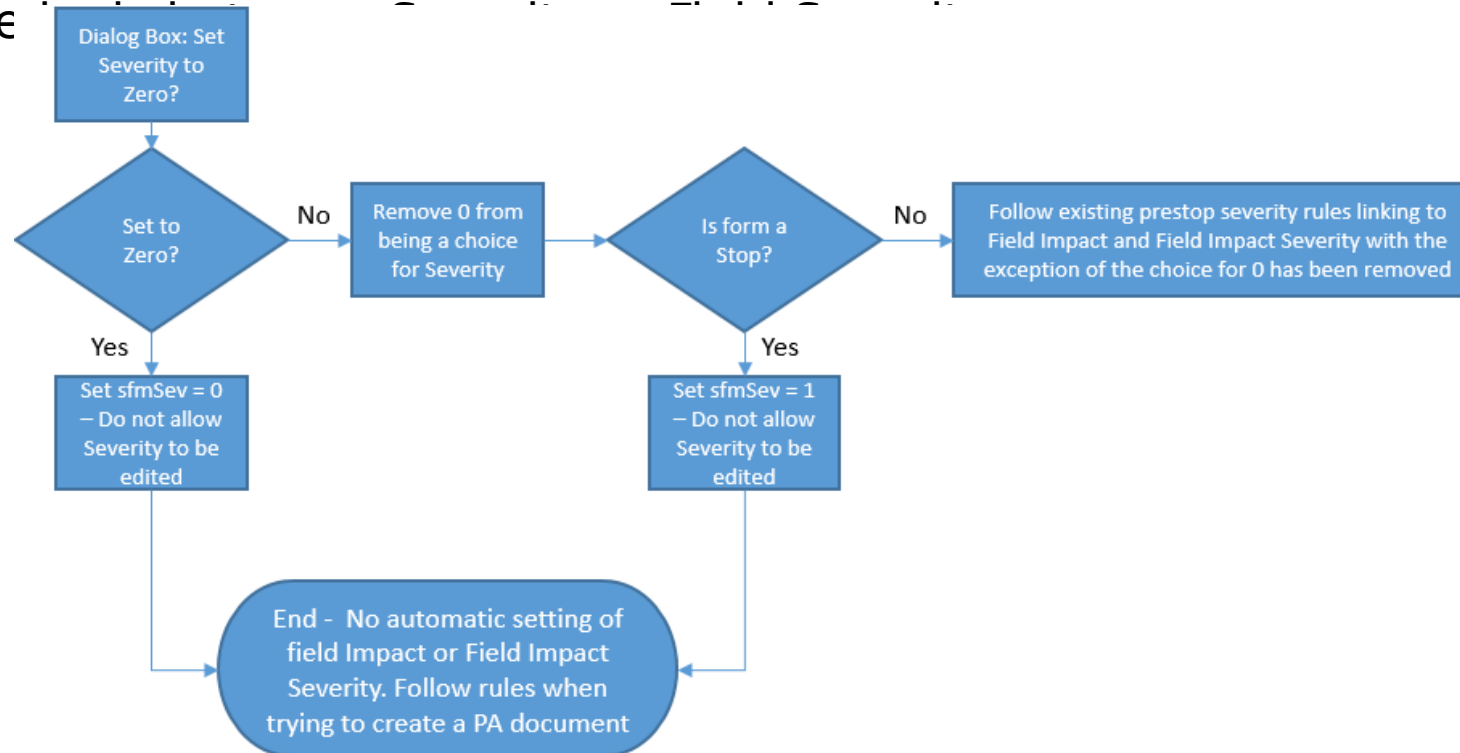 Dialog Box: Set
Severity to
Zero?
Set to
Zero?
No
Remove 0 from
being a choice
for Severity
Is form a
Stop?
No
Follow existing prestop severity rules linking to
Field Impact and Field Impact Severity with the
exception of the choice for 0 has been removed
Yes
Set sfmSev = 0
– Do not allow
Severity to be
edited
Yes
Set sfmSev = 1
– Do not allow
Severity to be
edited
End - No automatic setting of
field Impact or Field Impact
Severity. Follow rules when
trying to create a PA document